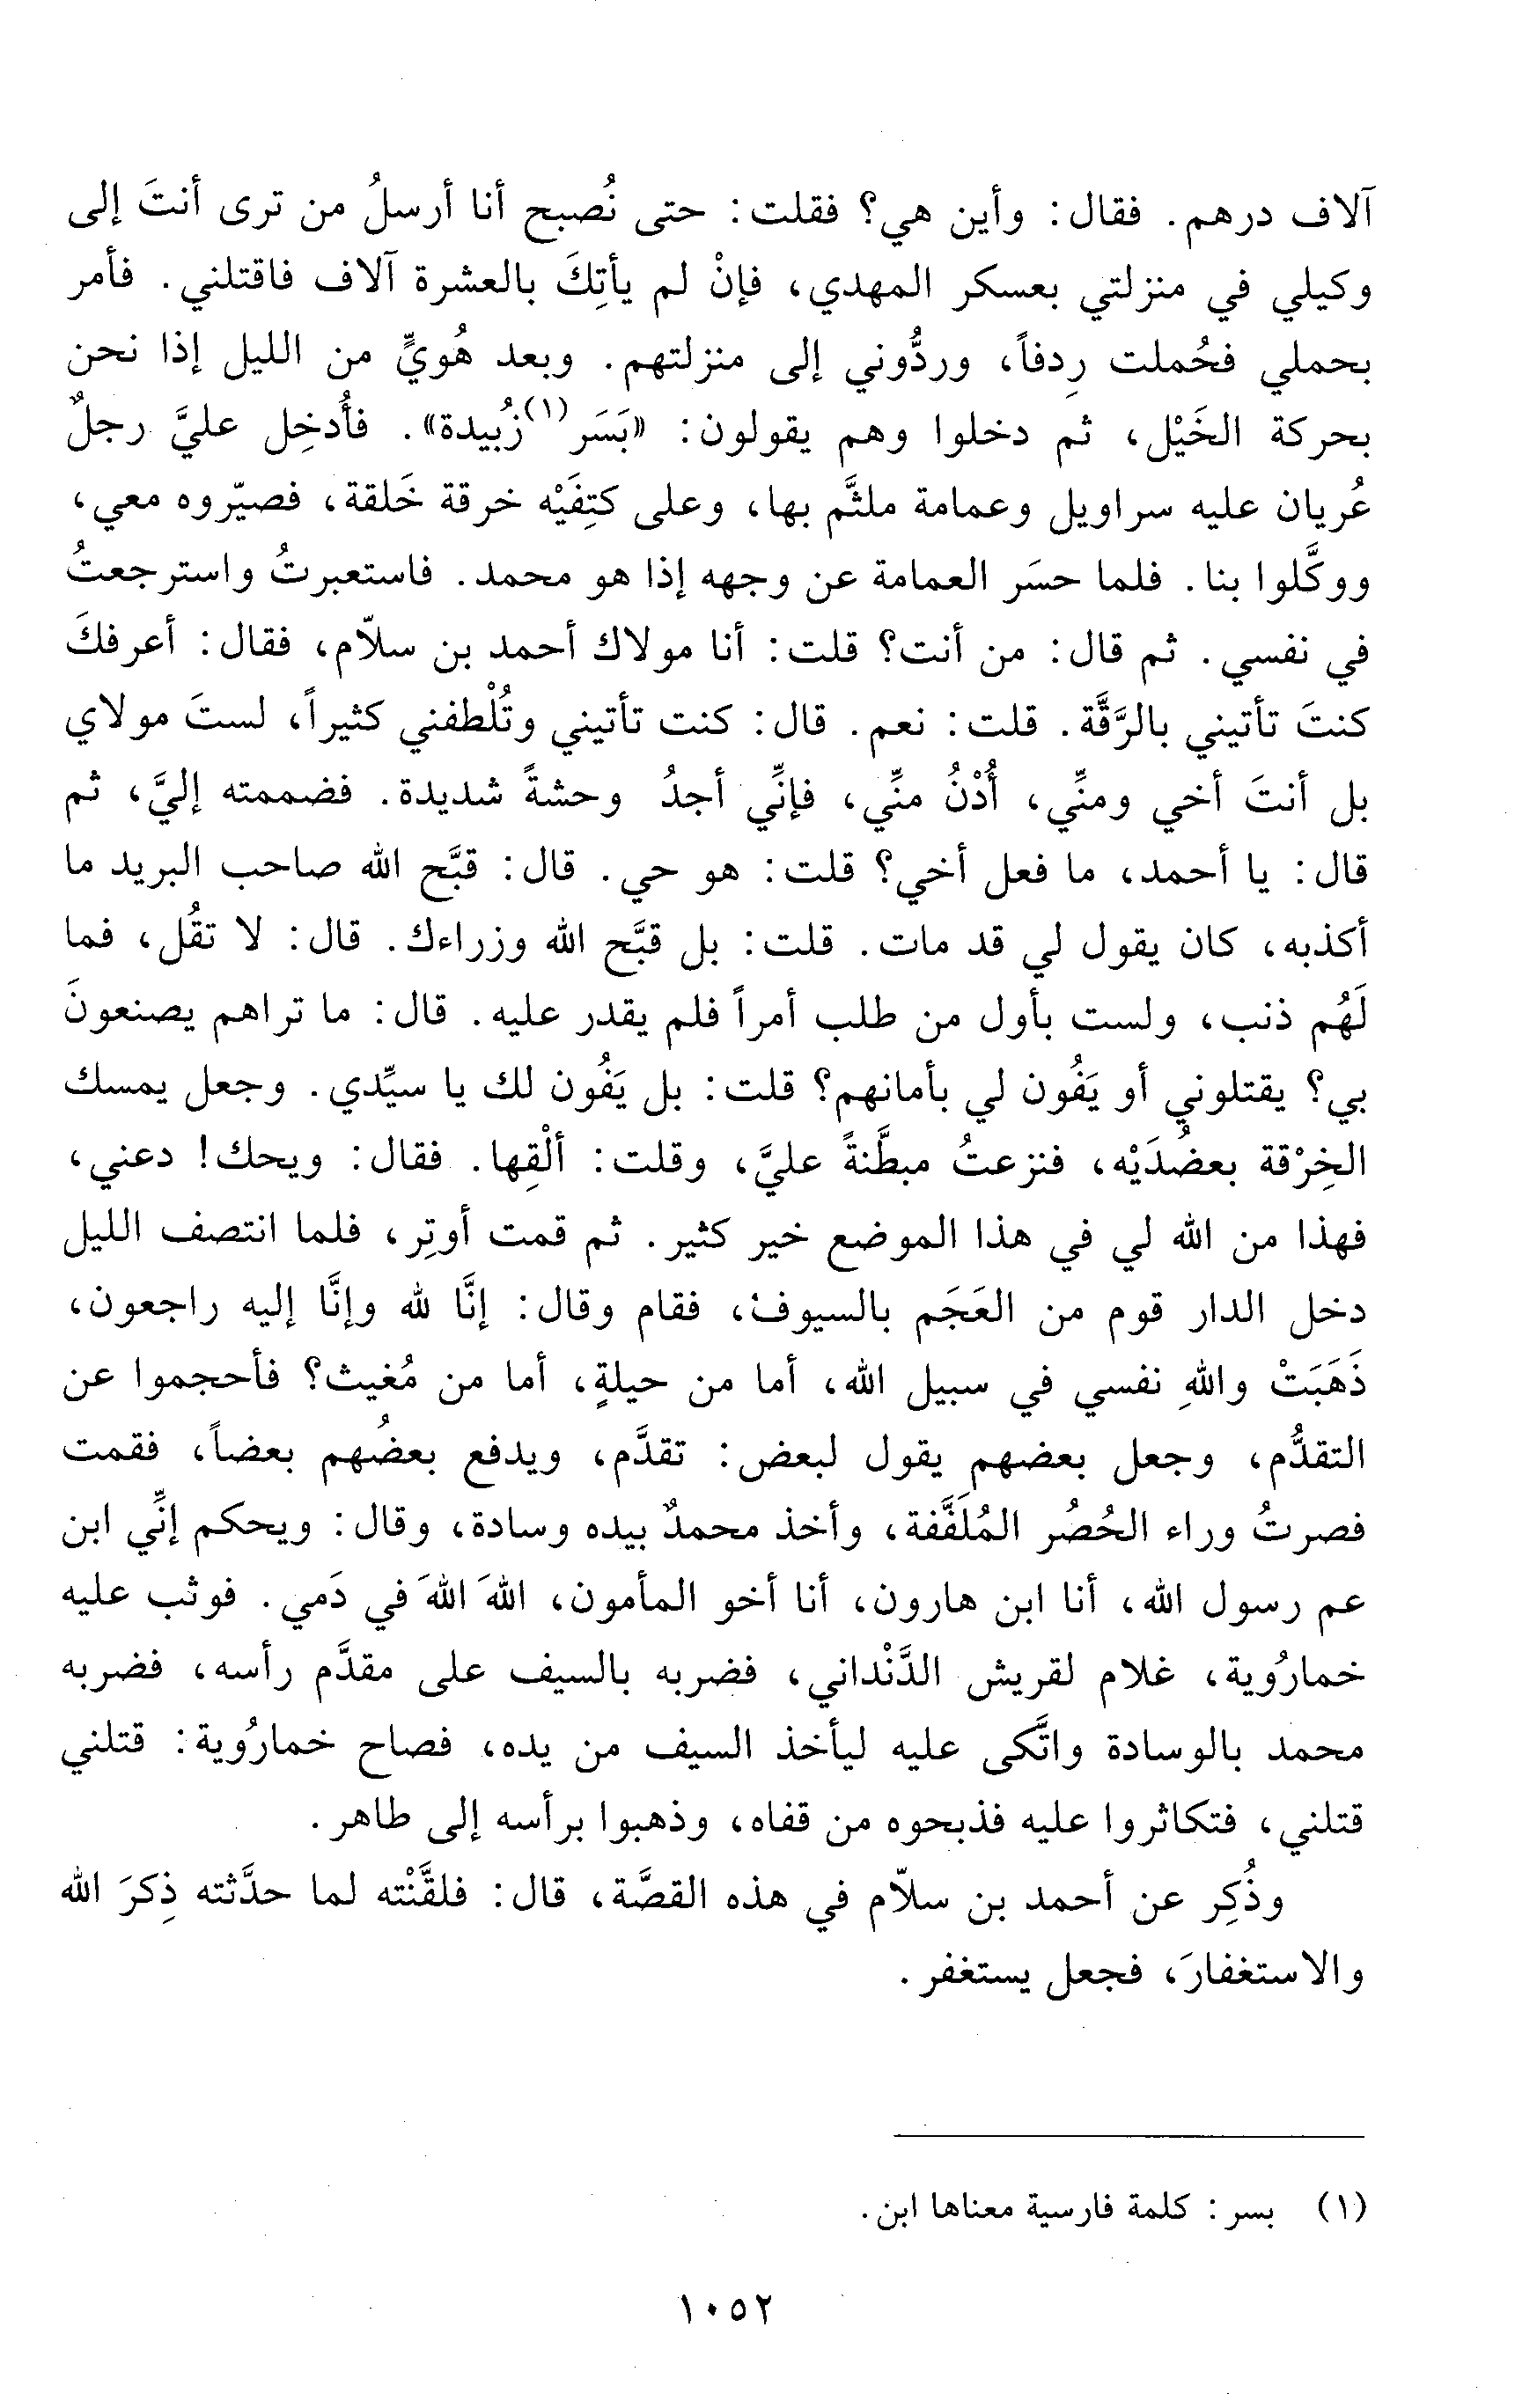 آلاف درهم. فقال: وأين هي؟ فقلت: حتى نُصبح أنا أرسلُ من ترى أنتَ إلى
وكيلي في منزلتي بعسكر المهدي، فإنْ لم يأتِكَ بالعشرة آلاف فاقتلني. فأمر
بحملي فحُملت رِدفاً، وردُّوني إلى منزلتهم. وبعد هُويٍّ من الليل إذا نحن
بحركة الخَيْل، ثم دخلوا وهم يقولون: «بَسَر(١) زُبيدة». فأُدخِل عليَّ رجلٌ
عُريان عليه سراويل وعمامة ملثَّم بها، وعلى كتِفَيْه خرقة خَلقة، فصيّروه معي،
ووكَّلوا بنا. فلما حسَر العمامة عن وجهه إذا هو محمد. فاستعبرتُ واسترجعتُ
في نفسي. ثم قال: من أنت؟ قلت: أنا مولاك أحمد بن سلاّم، فقال: أعرفكَ
كنتَ تأتيني بالرَّقَّة. قلت: نعم. قال: كنت تأتيني وتُلْطفني كثيراً، لستَ مولاي
بل أنتَ أخي ومنِّي، أُدْنُ منِّي، فإنِّي أجدُ وحشةً شديدة. فضممته إليَّ، ثم
قال: يا أحمد، ما فعل أخي؟ قلت: هو حي. قال: قبَّح الله صاحب البريد ما
أكذبه، كان يقول لي قد مات. قلت: بل قبَّح الله وزراءك. قال: لا تقُل، فما
لَهُم ذنب، ولست بأول من طلب أمراً فلم يقدر عليه. قال: ما تراهم يصنعونَ
بي؟ يقتلوني أو يَفُون لي بأمانهم؟ قلت: بل يَفُون لك يا سيِّدي. وجعل يمسك
الخِرْقة بعضُدَيْه، فنزعتُ مبطَّنةً عليَّ، وقلت: ألْقِها. فقال: ويحك! دعني،
فهذا من الله لي في هذا الموضع خير كثير. ثم قمت أوتِر، فلما انتصف الليل
دخل الدار قوم من العَجَم بالسيوف، فقام وقال: إنَّا لله وإنَّا إليه راجعون،
ذَهَبَتْ واللهِ نفسي في سبيل الله، أما من حيلةٍ، أما من مُغيث؟ فأحجموا عن
التقدُّم، وجعل بعضهم يقول لبعض: تقدَّم، ويدفع بعضُهم بعضاً، فقمت
فصرتُ وراء الحُصُر المُلَفَّفة، وأخذ محمدٌ بيده وسادة، وقال: ويحكم إنِّي ابن
عم رسول الله، أنا ابن هارون، أنا أخو المأمون، اللهَ اللهَ في دَمي. فوثب عليه
خمارُوية، غلام لقريش الدَّنْداني، فضربه بالسيف على مقدَّم رأسه، فضربه
محمد بالوسادة واتَّكى عليه ليأخذ السيف من يده، فصاح خمارُوية: قتلني
قتلني، فتكاثروا عليه فذبحوه من قفاه، وذهبوا برأسه إلى طاهر.
وذُكِر عن أحمد بن سلاّم في هذه القصَّة، قال: فلقَّنْته لما حدَّثته ذِكرَ الله
والاستغفارَ، فجعل يستغفر.
(١) بسر: كلمة فارسية معناها ابن.
١٠٥٢